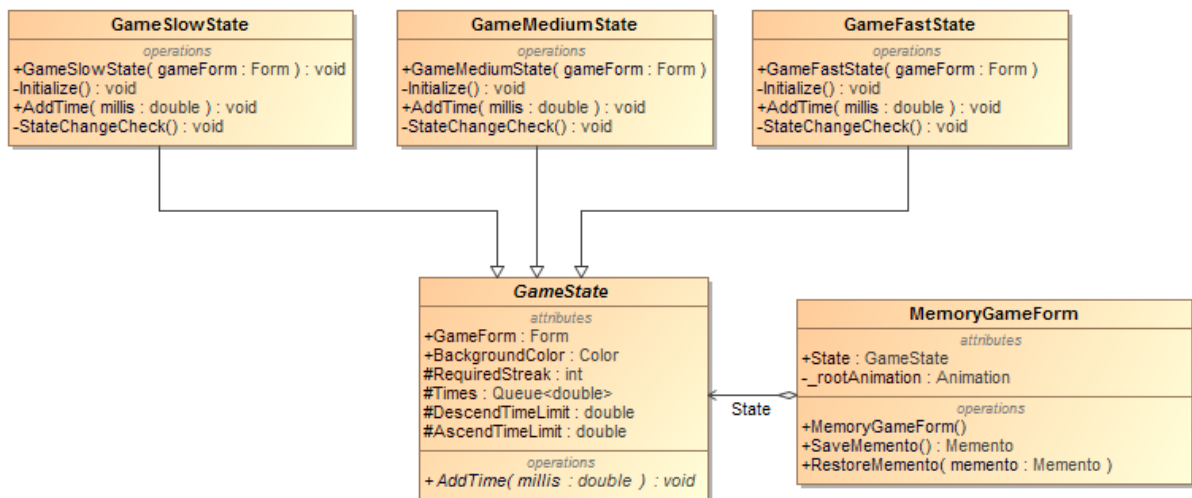 GameSlowState
operations
+GameSlowState( gameForm : Form ) : void
-Initialize() : void
+AddTime( millis : double ) : void
-StateChangeCheck() : void
GameMediumState
operations
+GameMediumState( gameForm : Form )
-Initialize() : void
+AddTime( millis : double ) : void
-StateChangeCheck() : void
GameFastState
operations
+GameFastState( gameForm : Form )
-Initialize() : void
+AddTime( millis : double ) : void
-StateChangeCheck() : void
GameState
attributes
+GameForm : Form
+BackgroundColor : Color
#RequiredStreak : int
#Times : Queue<double>
#DescendTimeLimit : double
#AscendTimeLimit : double
operations
+AddTime( millis : double ) : void
State
MemoryGameForm
attributes
+State : GameState
-_rootAnimation : Animation
operations
+MemoryGameForm()
+SaveMemento() : Memento
+RestoreMemento( memento : Memento )